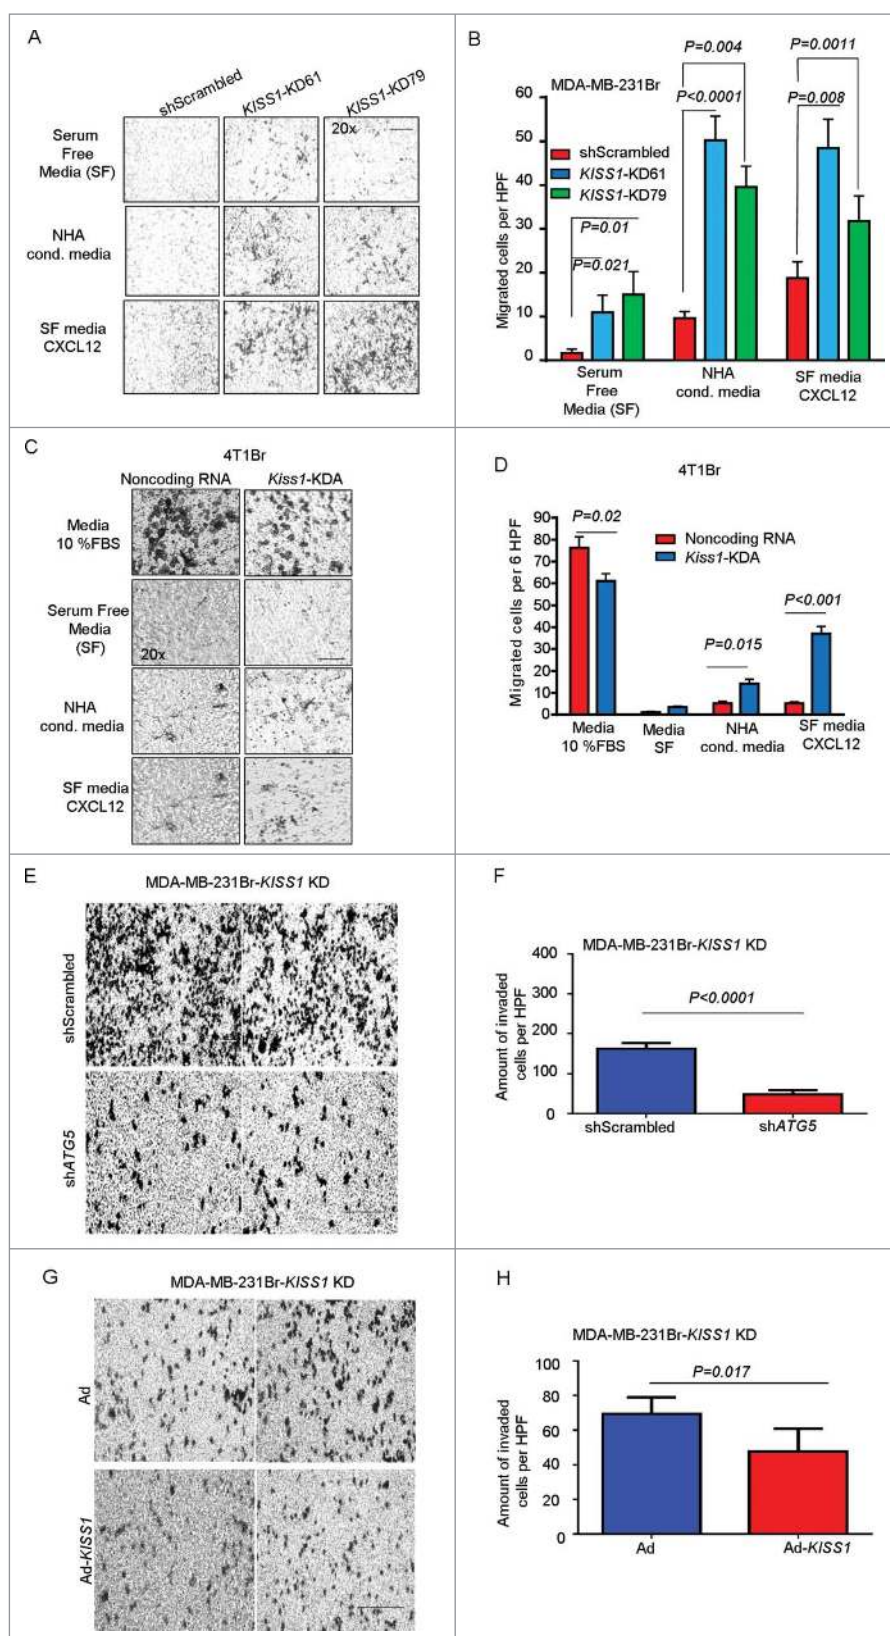 A
shScrambled
KISS1-KD61
KISS1-KD79
Serum
Free
Media (SF)
20x
NHA
cond. media
SF media
CXCL12
B
MDA-MB-231Br
P=0.004
P=0.0011
P<0.0001
P=0.008
shScrambled
KISS1-KD61
KISS1-KD79
P=0.01
P=0.021
Migrated cells per HPF
60
50
40
30
20
10
0
Serum
Free
Media (SF)
NHA
cond. media
SF media
CXCL12
C
4T1Br
Noncoding RNA
Kiss1-KDA
Media
10 %FBS
Serum Free
Media
(SF)
20x
NHA
cond. media
SF media
CXCL12
D
4T1Br
P=0.02
Noncoding RNA
Kiss1-KDA
P<0.001
P=0.015
Migrated cells per 6 HPF
90
80
70
60
50
40
30
20
10
0
Media
10 %FBS
Media
SF
NHA
cond. media
SF media
CXCL12
E
MDA-MB-231Br-KISS1 KD
shScrambled
shATG5
F
MDA-MB-231Br-KISS1 KD
P<0.0001
Amount of invaded
cells per HPF
400
300
200
100
0
shScrambled
shATG5
G
MDA-MB-231Br-KISS1 KD
Ad
Ad-KISS1
H
MDA-MB-231Br-KISS1 KD
P=0.017
Amount of invaded
cells per HPF
100
80
60
40
20
0
Ad
Ad-KISS1